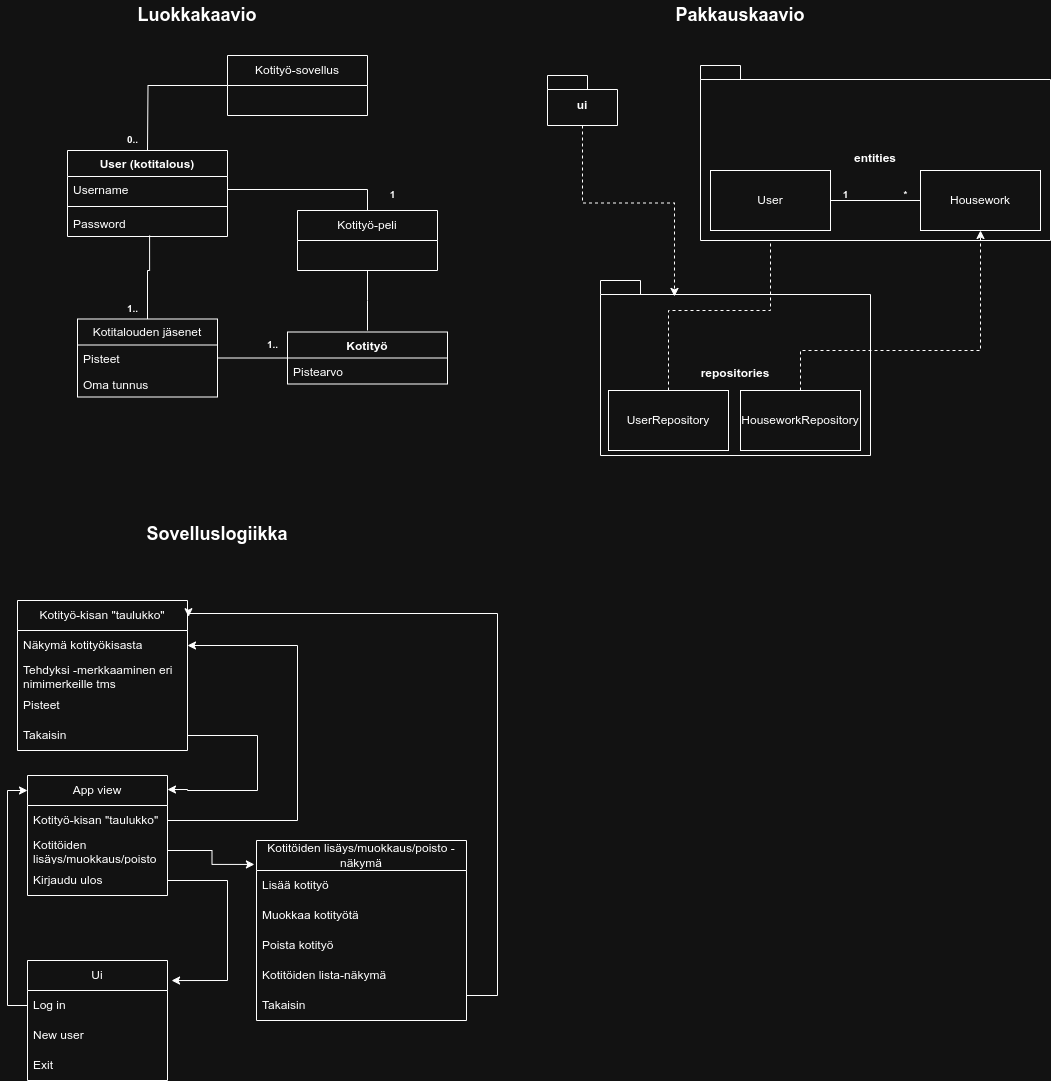 Luokkakaavio
Kotityö-sovellus
0..
User (kotitalous)
Username
Password
1
Kotityö-peli
1..
Kotitalouden jäsenet
Pisteet
Oma tunnus
1..
Kotityö
Pistearvo
Pakkauskaavio
ui
entities
User
1
*
Housework
repositories
UserRepository
HouseworkRepository
Sovelluslogiikka
Kotityö-kisan "taulukko"
Näkymä kotityökisasta
Tehdyksi -merkkaaminen eri
nimimerkeille tms
Pisteet
Takaisin
App view
Kotityö-kisan "taulukko"
Kotitöiden
lisäys/muokkaus/poisto
Kirjaudu ulos
Kotitöiden lisäys/muokkaus/poisto -
näkymä
Lisää kotityö
Muokkaa kotityötä
Poista kotityö
Kotitöiden lista-näkymä
Takaisin
Ui
Log in
New user
Exit